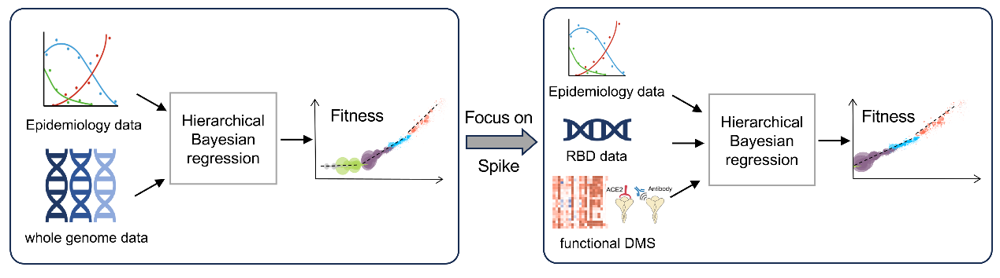 Epidemiology data
whole genome data
Hierarchical
Bayesian
regression
Fitness
Focus on
Spike
Epidemiology data
RBD data
ACE2
Antibody
functional DMS
Hierarchical
Bayesian
regression
Fitness